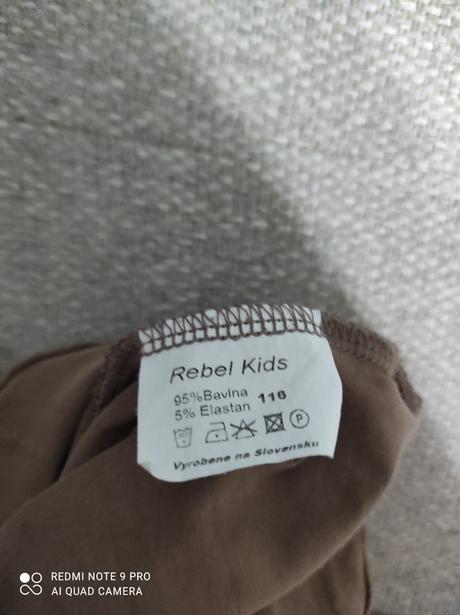 Rebel Kids
95%Bavlna 116
5% Elastan
P
Vyrobene na Slovensku
REDMI NOTE 9 PRO
AI QUAD CAMERA